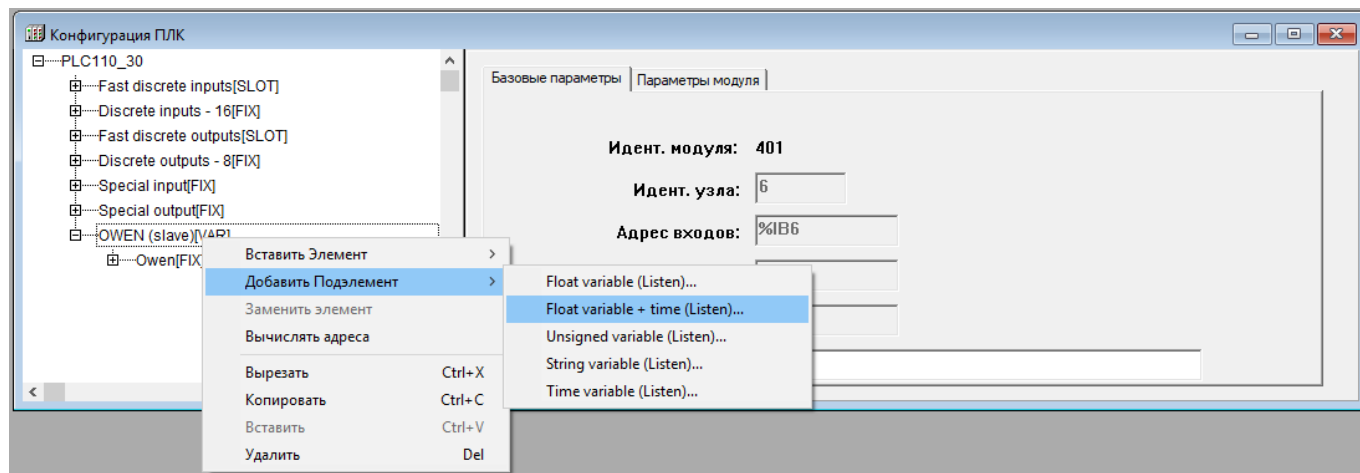 Конфигурация ПЛК
PLC110_30
Fast discrete inputs[SLOT]
Discrete inputs - 16[FIX]
Fast discrete outputs[SLOT]
Discrete outputs - 8[FIX]
Special input[FIX]
Special output[FIX]
OWEN (slave)[VAR]
Owen[FIX
Базовые параметры
Параметры модуля
Идент. модуля: 401
Идент. узла: 6
Адрес входов: %IB6
Вставить Элемент
Добавить Подэлемент
Заменить элемент
Вычислять адреса
Вырезать Ctrl+X
Копировать Ctrl+C
Вставить Ctrl+V
Удалить Del
Float variable (Listen)...
Float variable + time (Listen)...
Unsigned variable (Listen)...
String variable (Listen)...
Time variable (Listen)...